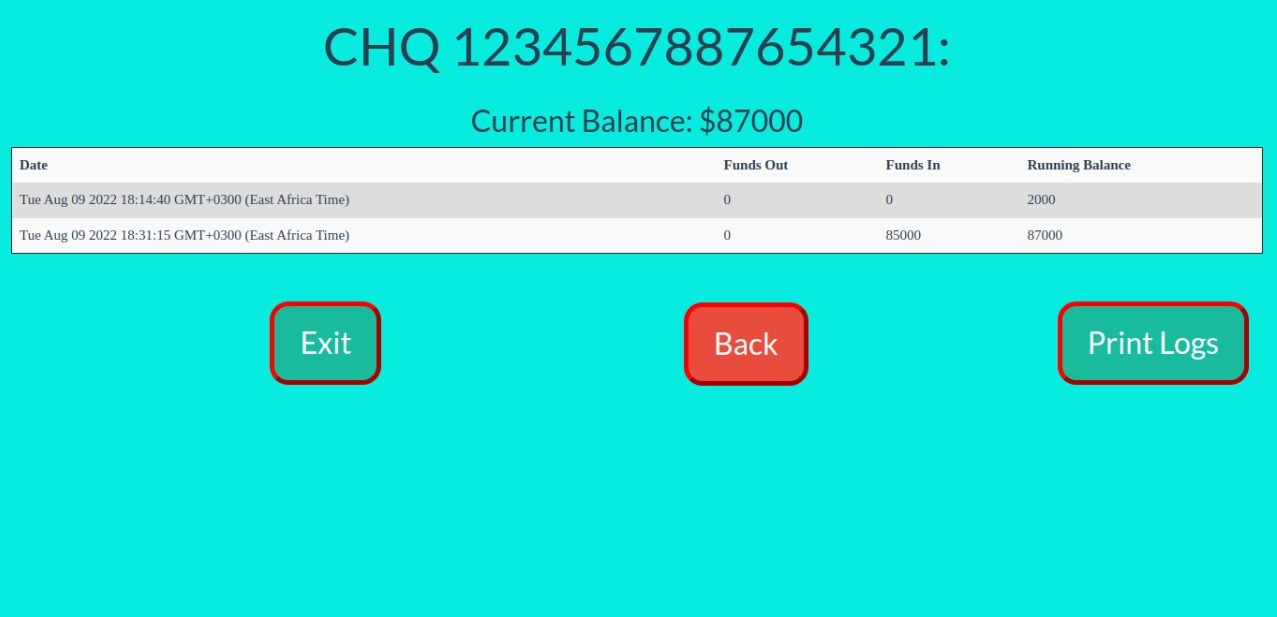 CHQ 1234567887654321:
Current Balance: $87000
Date Funds Out Funds In Running Balance
Tue Aug 09 2022 18:14:40 GMT+0300 (East Africa Time) 0 0 2000
Tue Aug 09 2022 18:31:15 GMT+0300 (East Africa Time) 0 85000 87000
Exit Back Print Logs